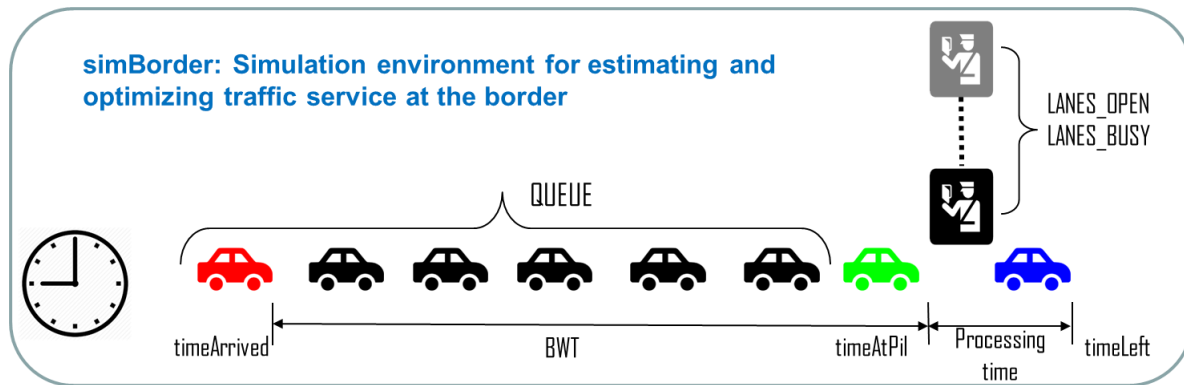 simBorder: Simulation environment for estimating and
optimizing traffic service at the border
LANES_OPEN
LANES_BUSY
QUEUE
timeArrived
BWT
timeAtPil
Processing
time
timeLeft